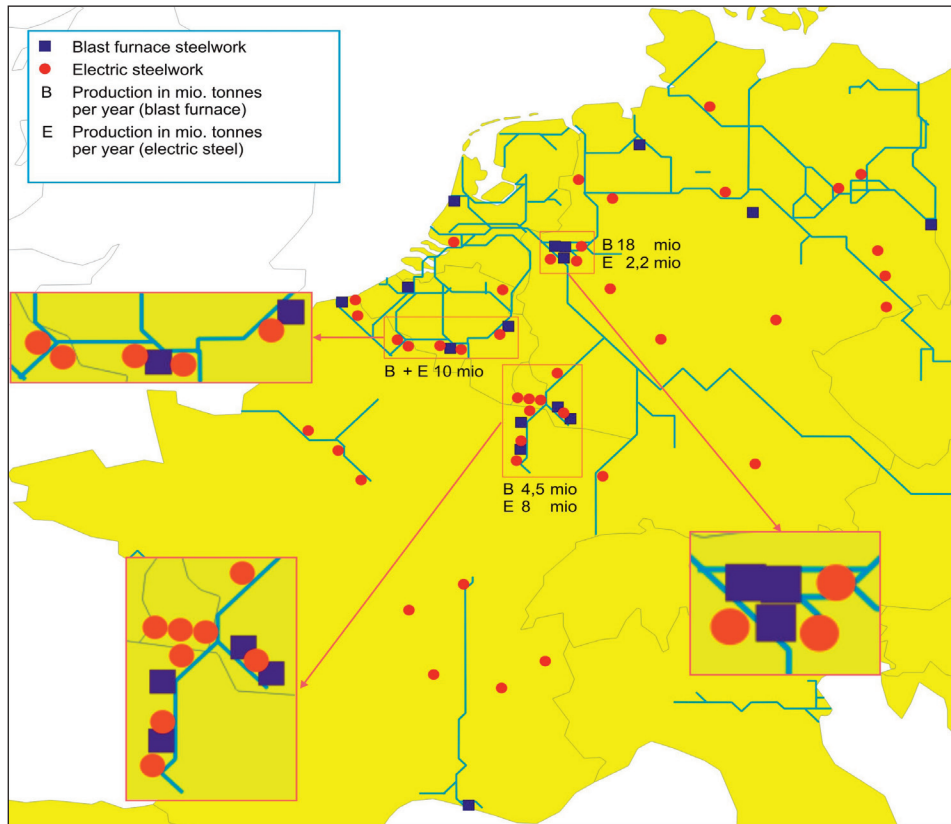 Blast furnace steelwork
Electric steelwork
B Production in mio. tonnes
per year (blast furnace)
E Production in mio. tonnes
per year (electric steel)
B 18 mio
E 2,2 mio
B + E 10 mio
B 4,5 mio
E 8 mio